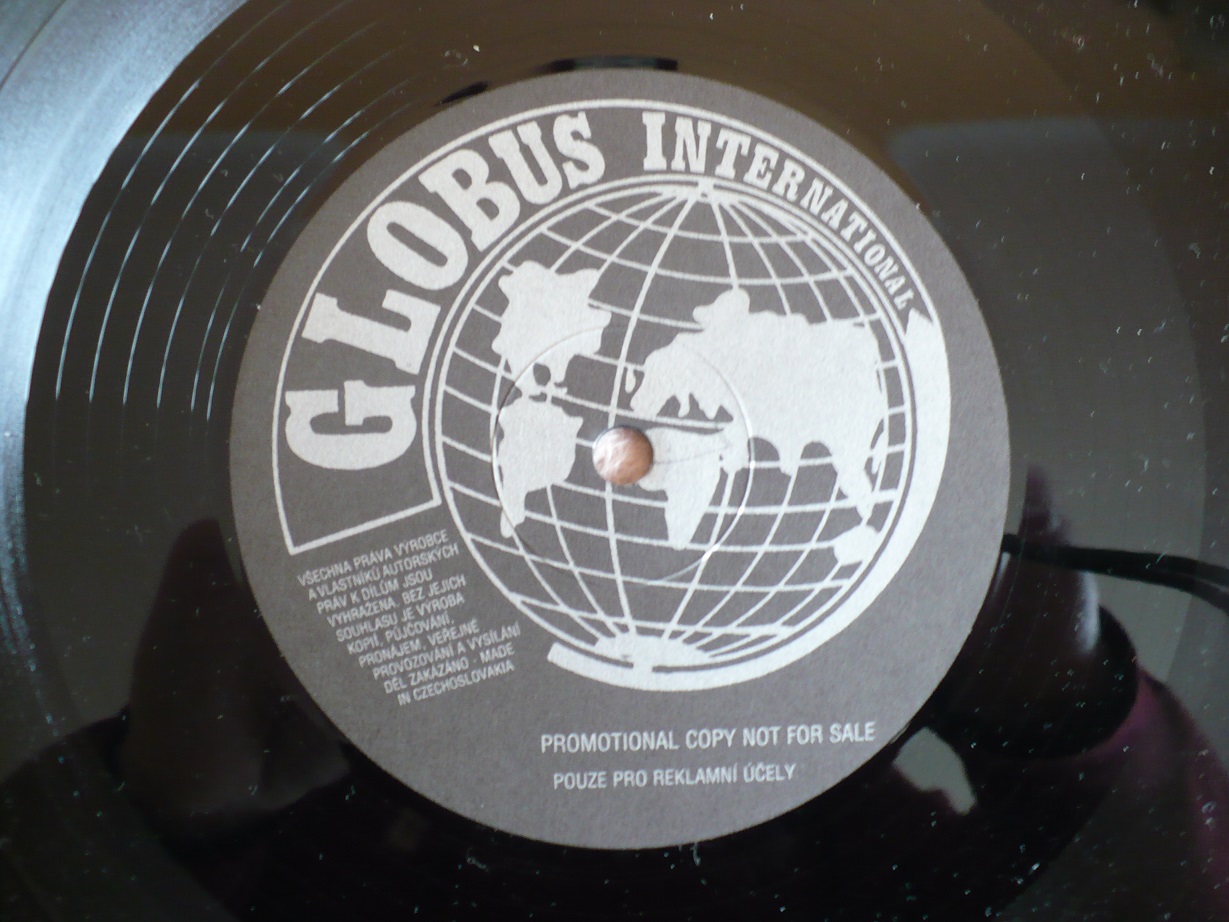 GLOBUS INTERNATIONAL
VŠECHNA PRÁVA VÝROBCE
A VLASTNÍKŮ AUTORSKÝCH
PRÁV K DÍLŮM JSOU
VYHRAŽENA. BEZ JEJICH
SOUHLASU JE VÝROBA
KOPIÍ, PŮJČOVÁNÍ,
PRONÁJEM, VEŘEJNÉ
PROVOZOVÁNÍ A VYSÍLÁNÍ
DĚL ZAKÁZÁNO - MADE
IN CZECHOSLOVAKIA
PROMOTIONAL COPY NOT FOR SALE
POUZE PRO REKLAMNÍ ÚČELY